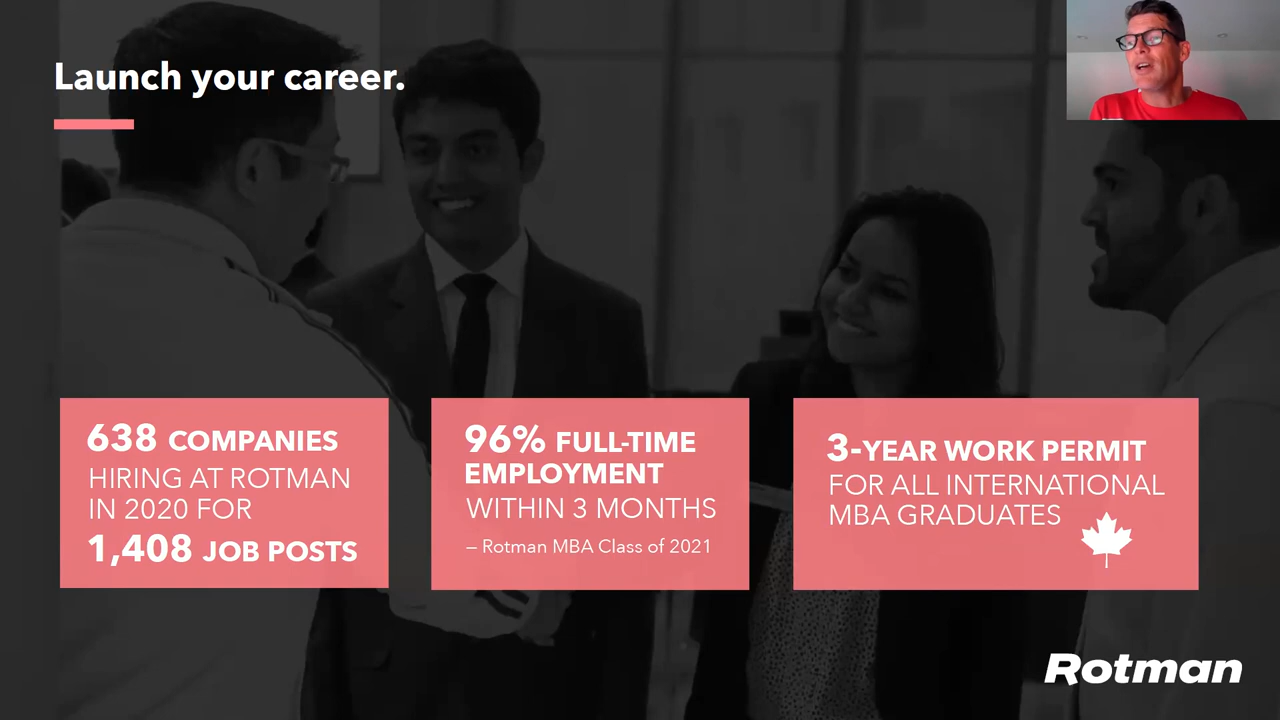 Launch your career.
638 COMPANIES
HIRING AT ROTMAN
IN 2020 FOR
1,408 JOB POSTS
96% FULL-TIME
EMPLOYMENT
WITHIN 3 MONTHS
– Rotman MBA Class of 2021
3-YEAR WORK PERMIT
FOR ALL INTERNATIONAL
MBA GRADUATES
Rotman